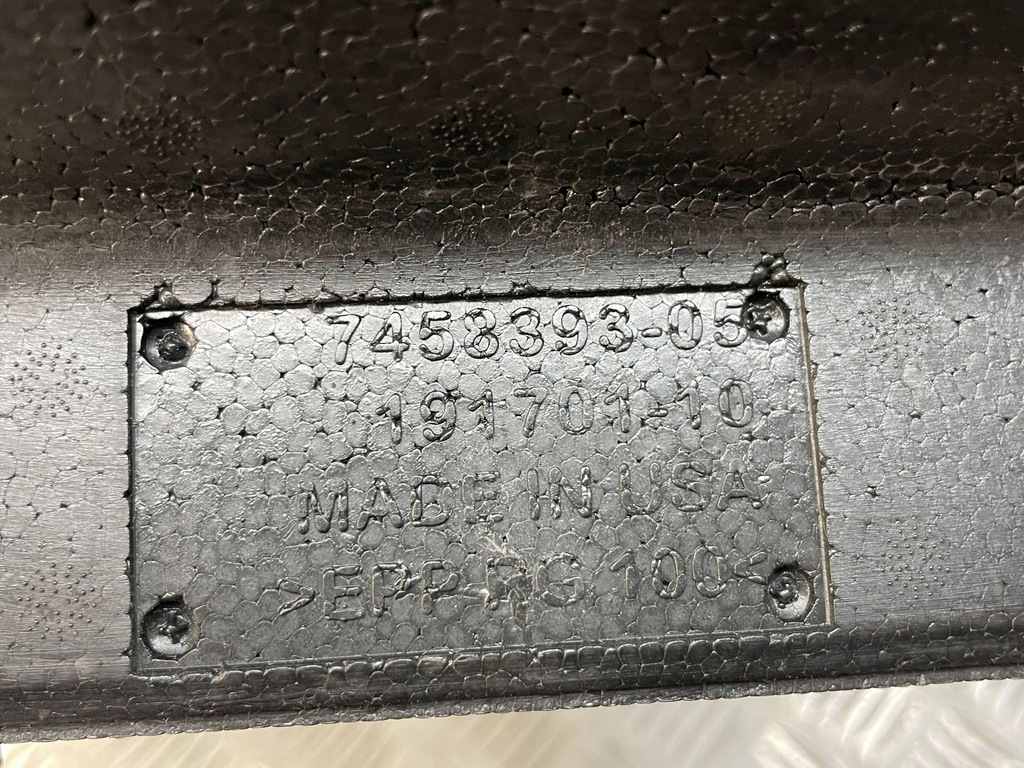 7458393-05
191701-10
MADE IN USA
>EPP-RG 100<